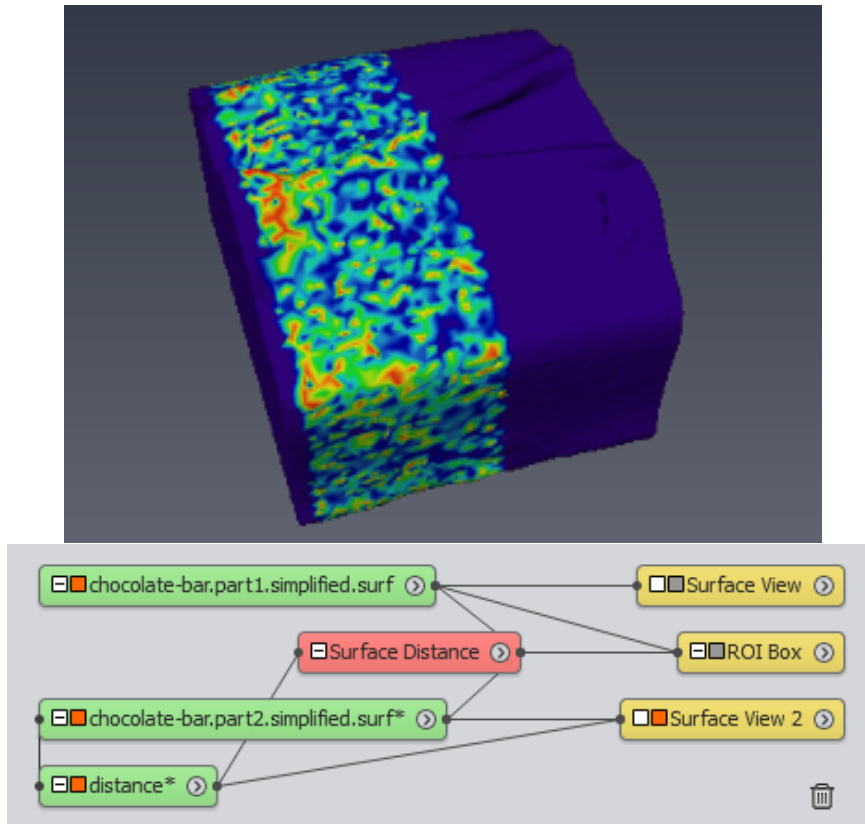 chocolate-bar.part1.simplified.surf
Surface View
Surface Distance
ROI Box
chocolate-bar.part2.simplified.surf*
Surface View 2
distance*